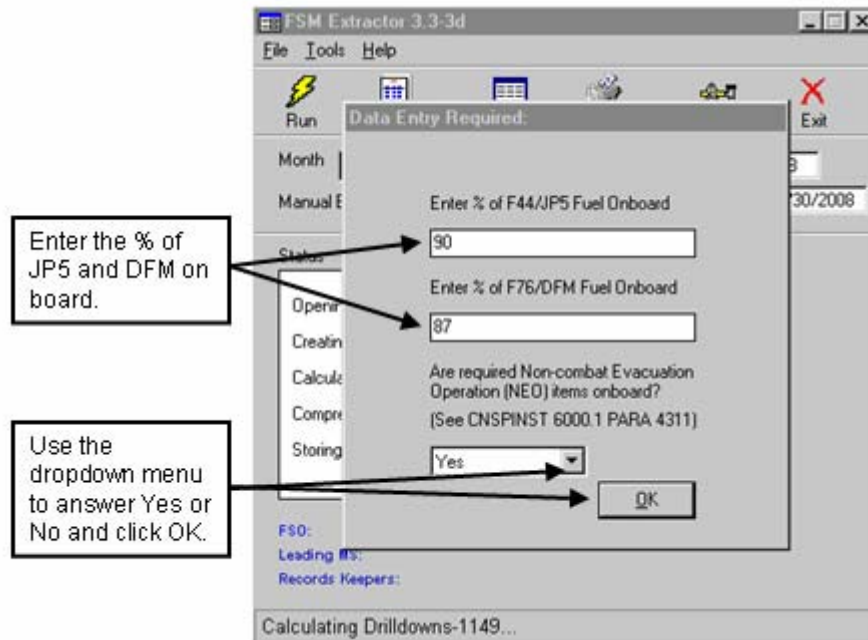 FSM Extractor 3.3-3d
File Tools Help
Run
Exit
Data Entry Required:
Month
Manual E
30/2008
Enter % of F44/JP5 Fuel Onboard
90
Enter the % of
JP5 and DFM on
board.
Status
Enter % of F76/DFM Fuel Onboard
87
Openin
Creatin
Calcula
Compre
Storing
Are required Non-combat Evacuation
Operation (NEO) items onboard?
(See CNSPINST 6000.1 PARA 4311)
Yes
OK
Use the
dropdown menu
to answer Yes or
No and click OK.
FSO:
Leading MS:
Records Keepers:
Calculating Drilldowns-1149...